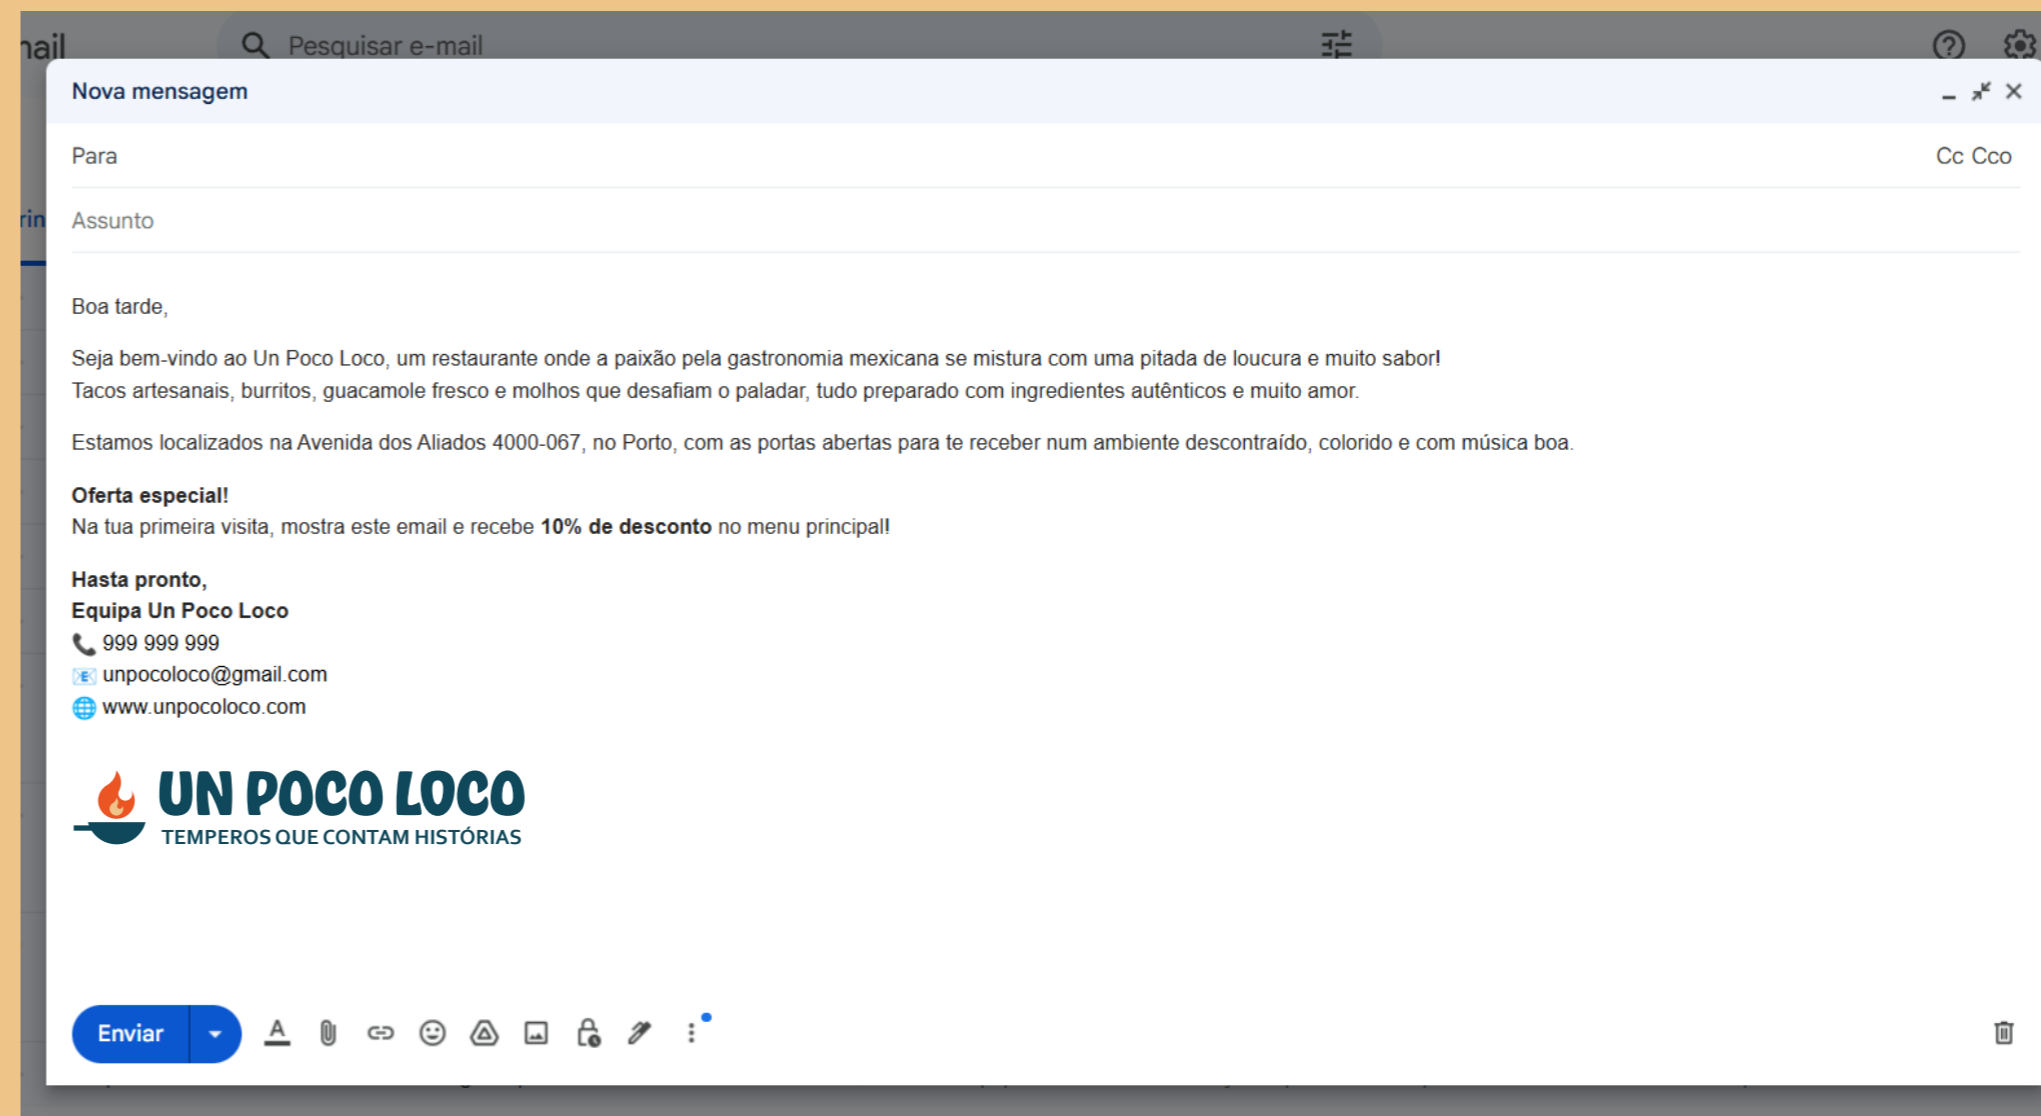 nail
Pesquisar e-mail
Nova mensagem
Para
Cc Cco
rin
Assunto
Boa tarde,
Seja bem-vindo ao Un Poco Loco, um restaurante onde a paixão pela gastronomia mexicana se mistura com uma pitada de loucura e muito sabor!
Tacos artesanais, burritos, guacamole fresco e molhos que desafiam o paladar, tudo preparado com ingredientes autênticos e muito amor.
Estamos localizados na Avenida dos Aliados 4000-067, no Porto, com as portas abertas para te receber num ambiente descontraído, colorido e com música boa.
Oferta especial!
Na tua primeira visita, mostra este email e recebe 10% de desconto no menu principal!
Hasta pronto,
Equipa Un Poco Loco
📞 999 999 999
📧 unpocoloco@gmail.com
🌐 www.unpocoloco.com
UN POCO LOCO
TEMPEROS QUE CONTAM HISTÓRIAS
Enviar